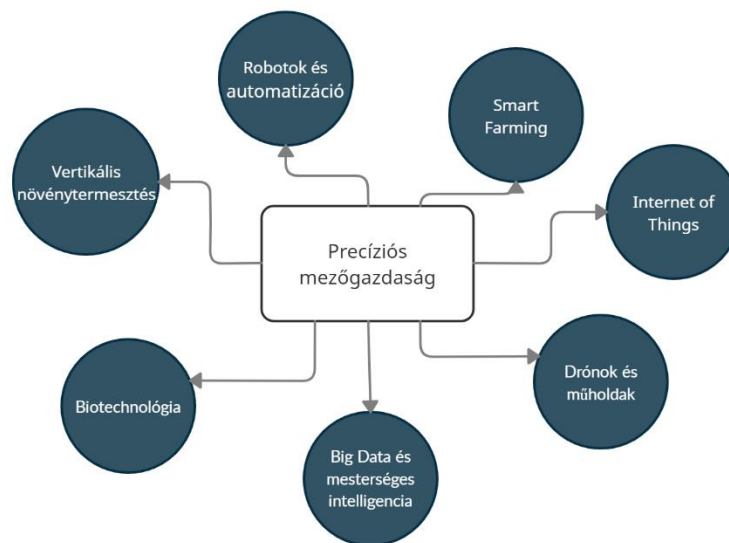 Robotok és
automatizáció
Smart
Farming
Vertikális
növénytermesztés
Internet of
Things
Precíziós
mezőgazdaság
Drónok és
műholdak
Biotechnológia
Big Data és
mesterséges
intelligencia